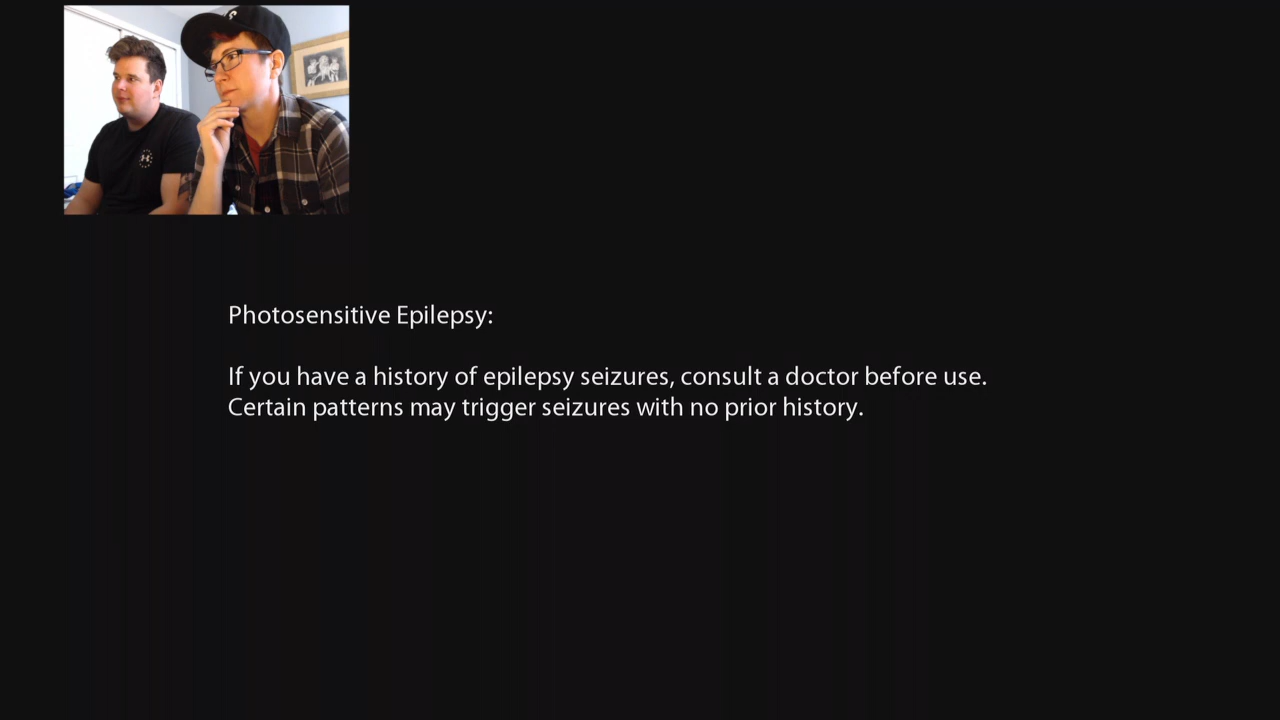 Photosensitive Epilepsy:
If you have a history of epilepsy seizures, consult a doctor before use.
Certain patterns may trigger seizures with no prior history.